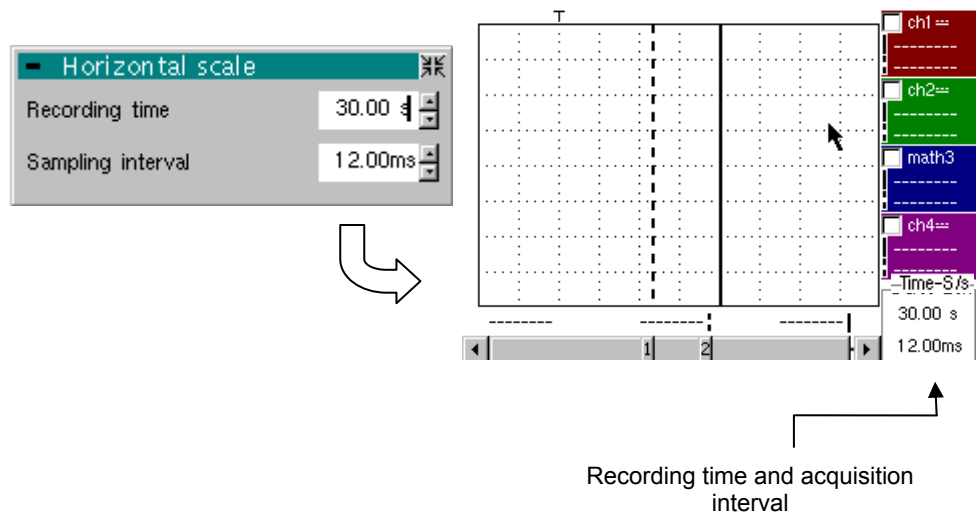 Horizontal scale
Recording time 30.00 s
Sampling interval 12.00ms
T
ch1
--------
--------
ch2
--------
--------
math3
--------
--------
ch4
--------
--------
Time-S/s
30.00 s
12.00ms
-------- -------- --------
1 2
Recording time and acquisition
interval